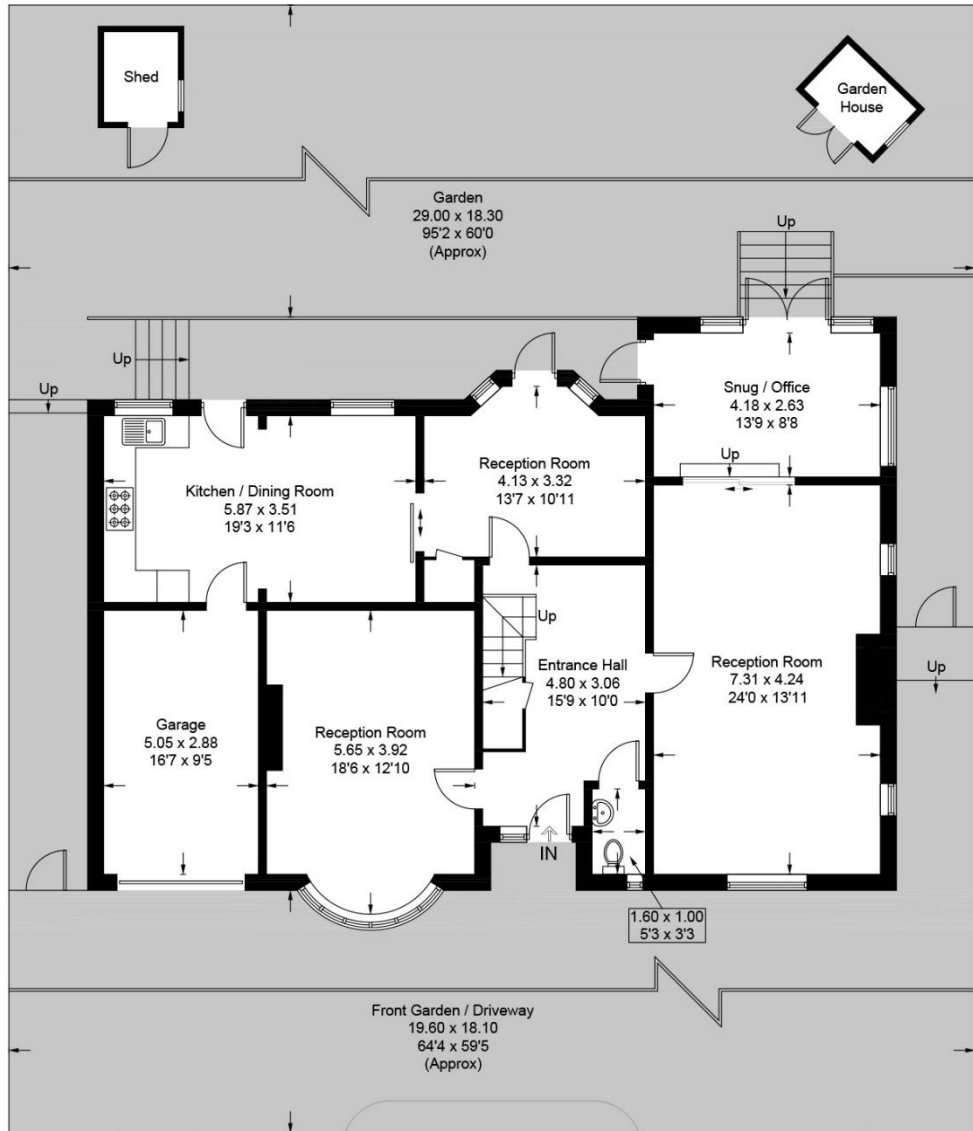 Shed
Garden
House
Garden
29.00 x 18.30
95'2 x 60'0
(Approx)
Up
Up
Up
Snug / Office
4.18 x 2.63
13'9 x 8'8
Up
Reception Room
4.13 x 3.32
13'7 x 10'11
Kitchen / Dining Room
5.87 x 3.51
19'3 x 11'6
Up
Entrance Hall
4.80 x 3.06
15'9 x 10'0
Reception Room
7.31 x 4.24
24'0 x 13'11
Up
Garage
5.05 x 2.88
16'7 x 9'5
Reception Room
5.65 x 3.92
18'6 x 12'10
IN
1.60 x 1.00
5'3 x 3'3
Front Garden / Driveway
19.60 x 18.10
64'4 x 59'5
(Approx)